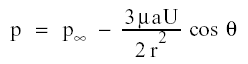 p = p∞ − 3μaU / 2r² cos θ